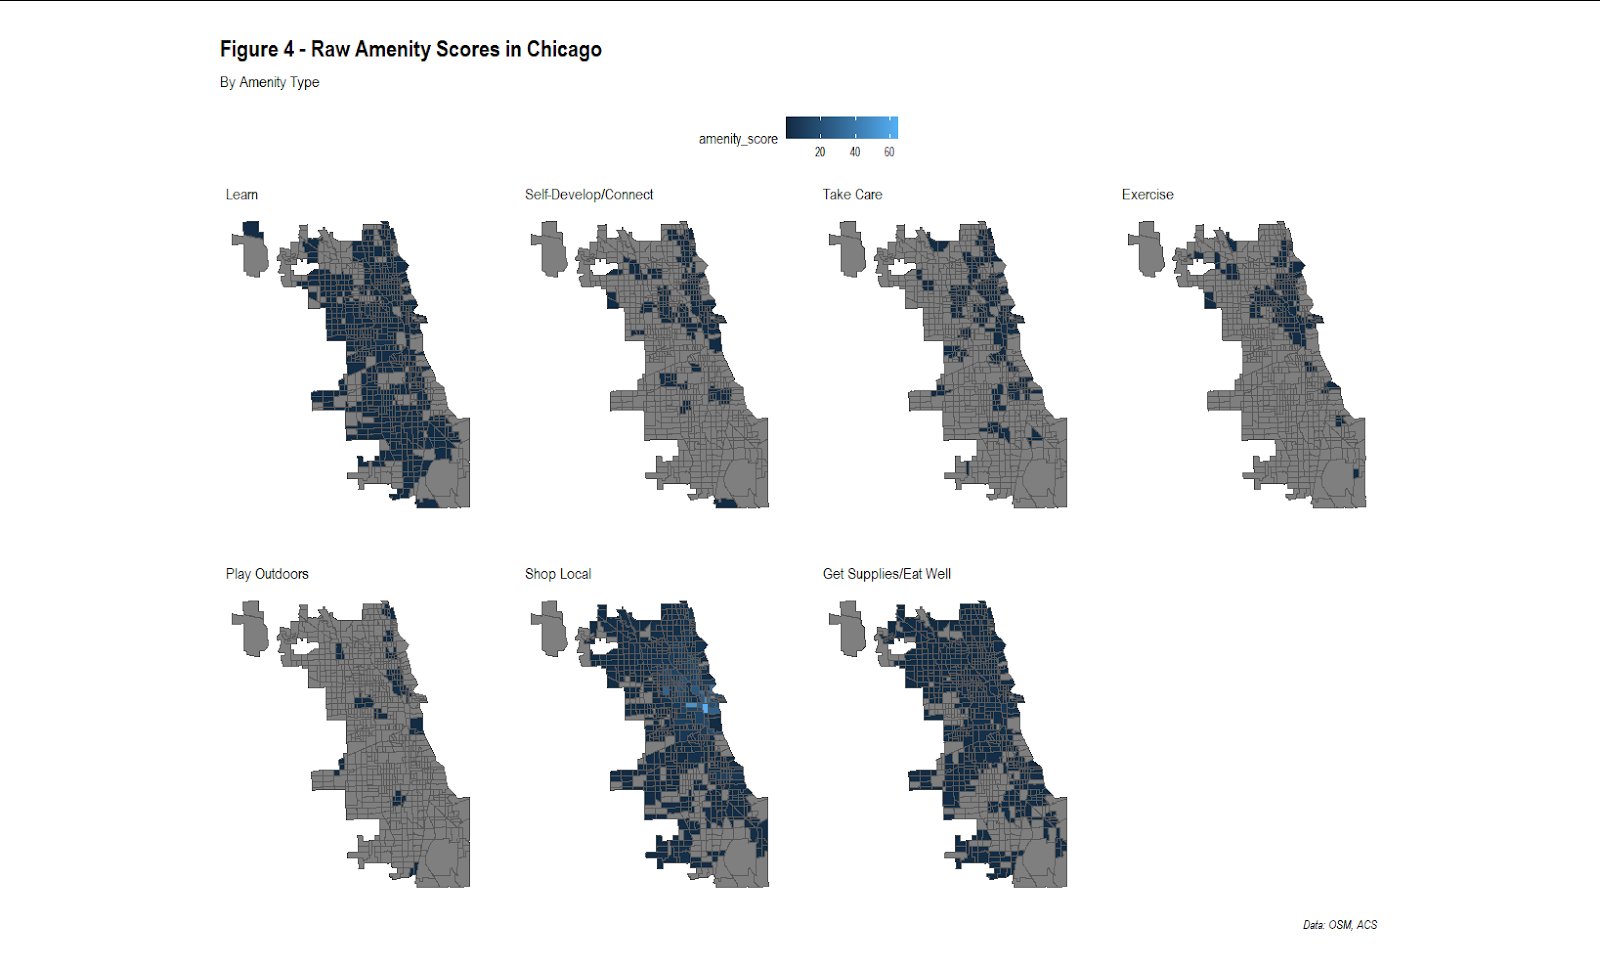 Figure 4 - Raw Amenity Scores in Chicago
By Amenity Type
amenity_score
20 40 60
Learn Self-Develop/Connect Take Care Exercise
Play Outdoors Shop Local Get Supplies/Eat Well
Data: OSM, ACS